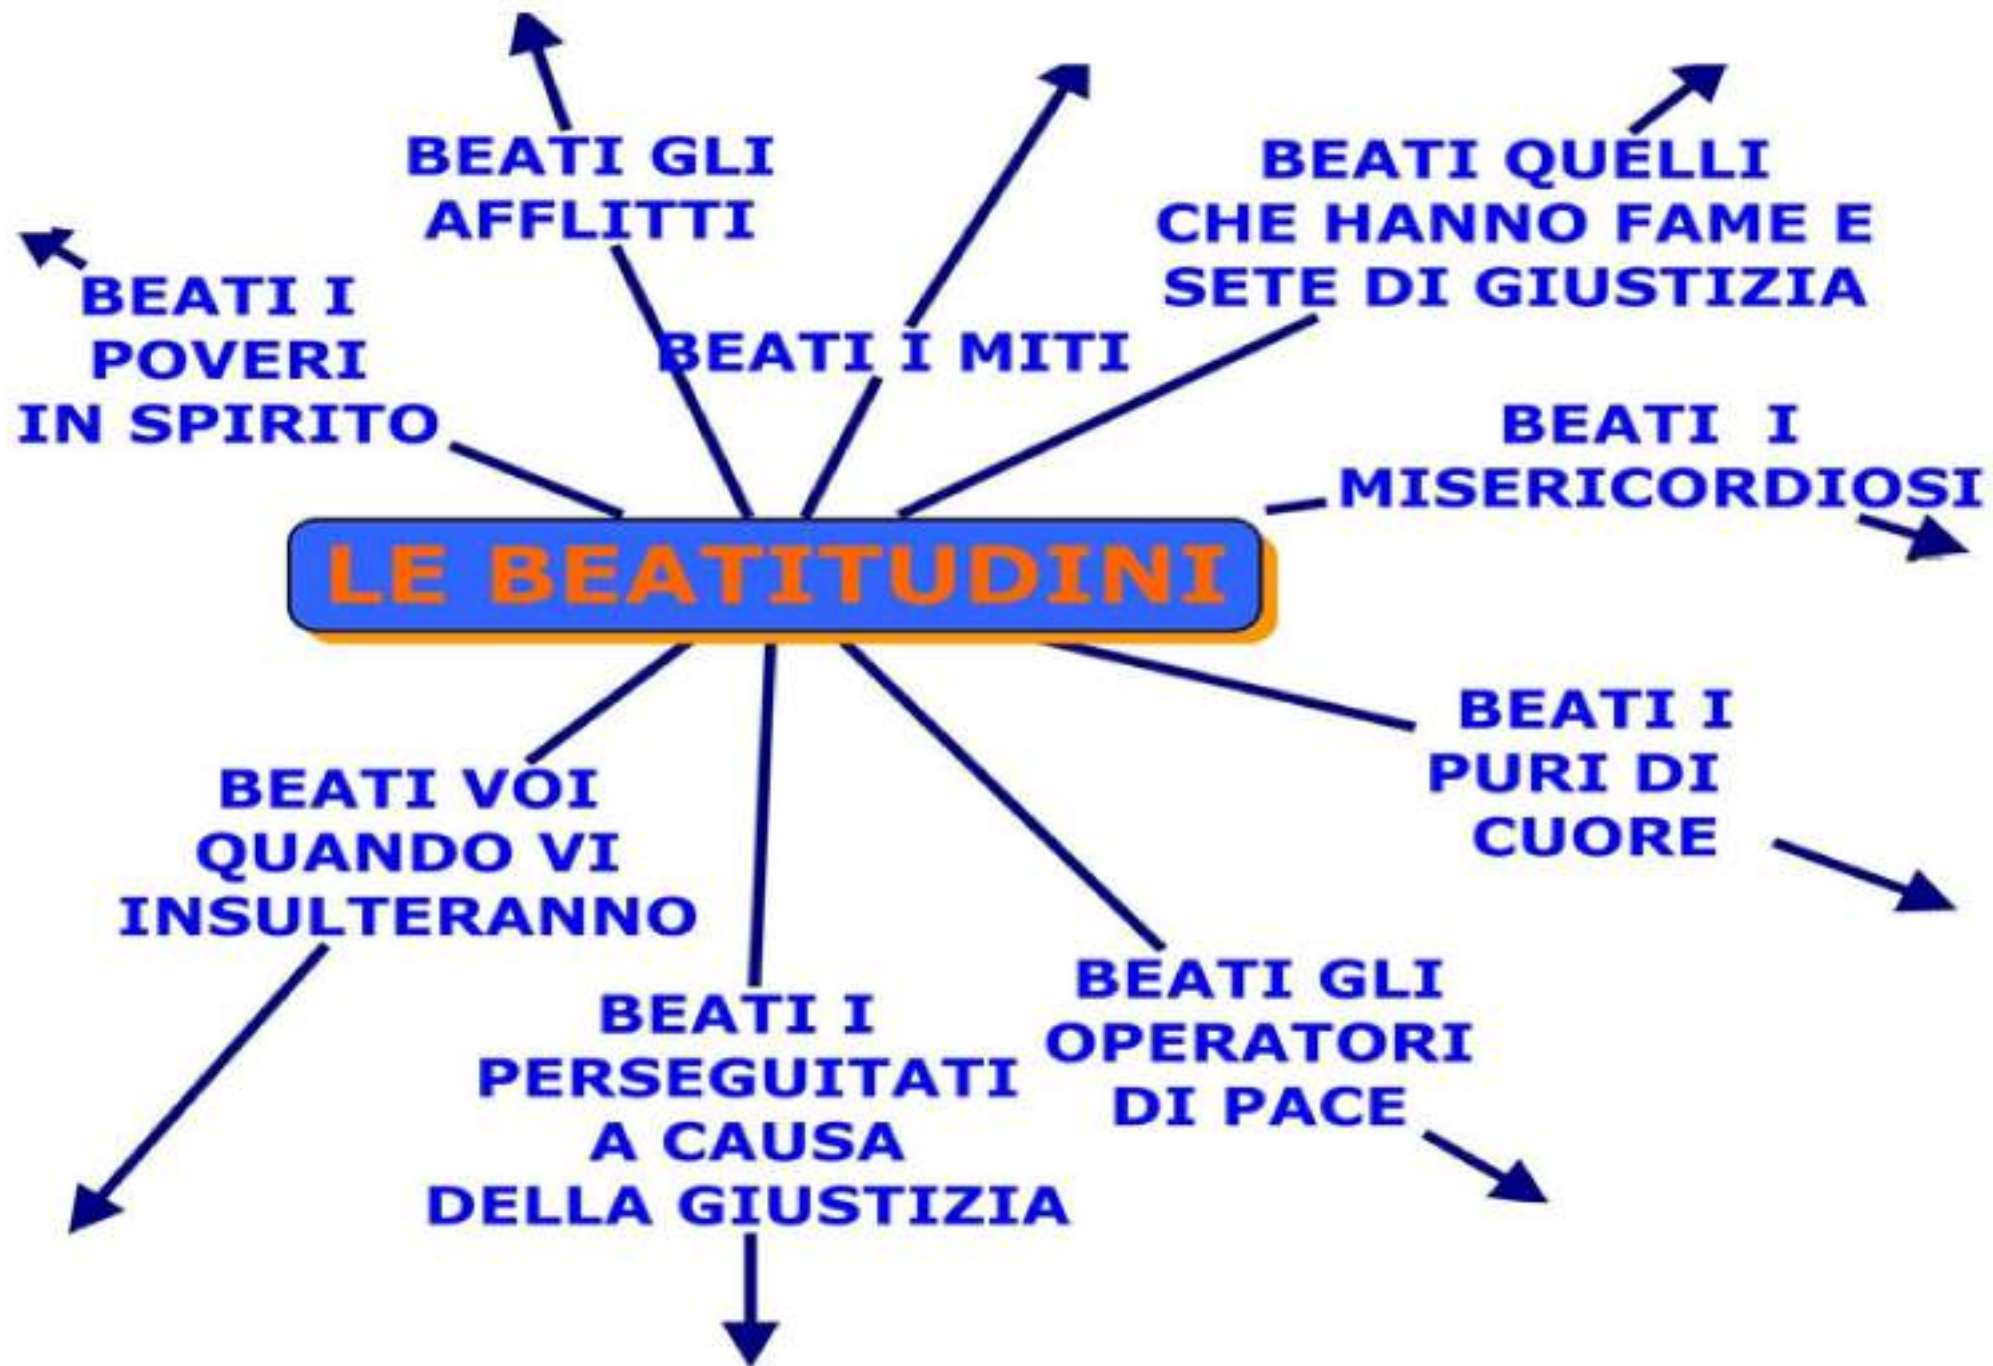 BEATI GLI
AFFLITTI
BEATI QUELLI
CHE HANNO FAME E
SETE DI GIUSTIZIA
BEATI I
POVERI
IN SPIRITO
BEATI I MITI
BEATI I
MISERICORDIOSI
LE BEATITUDINI
BEATI I
PURI DI
CUORE
BEATI VOI
QUANDO VI
INSULTERANNO
BEATI GLI
OPERATORI
DI PACE
BEATI I
PERSEGUITATI
A CAUSA
DELLA GIUSTIZIA